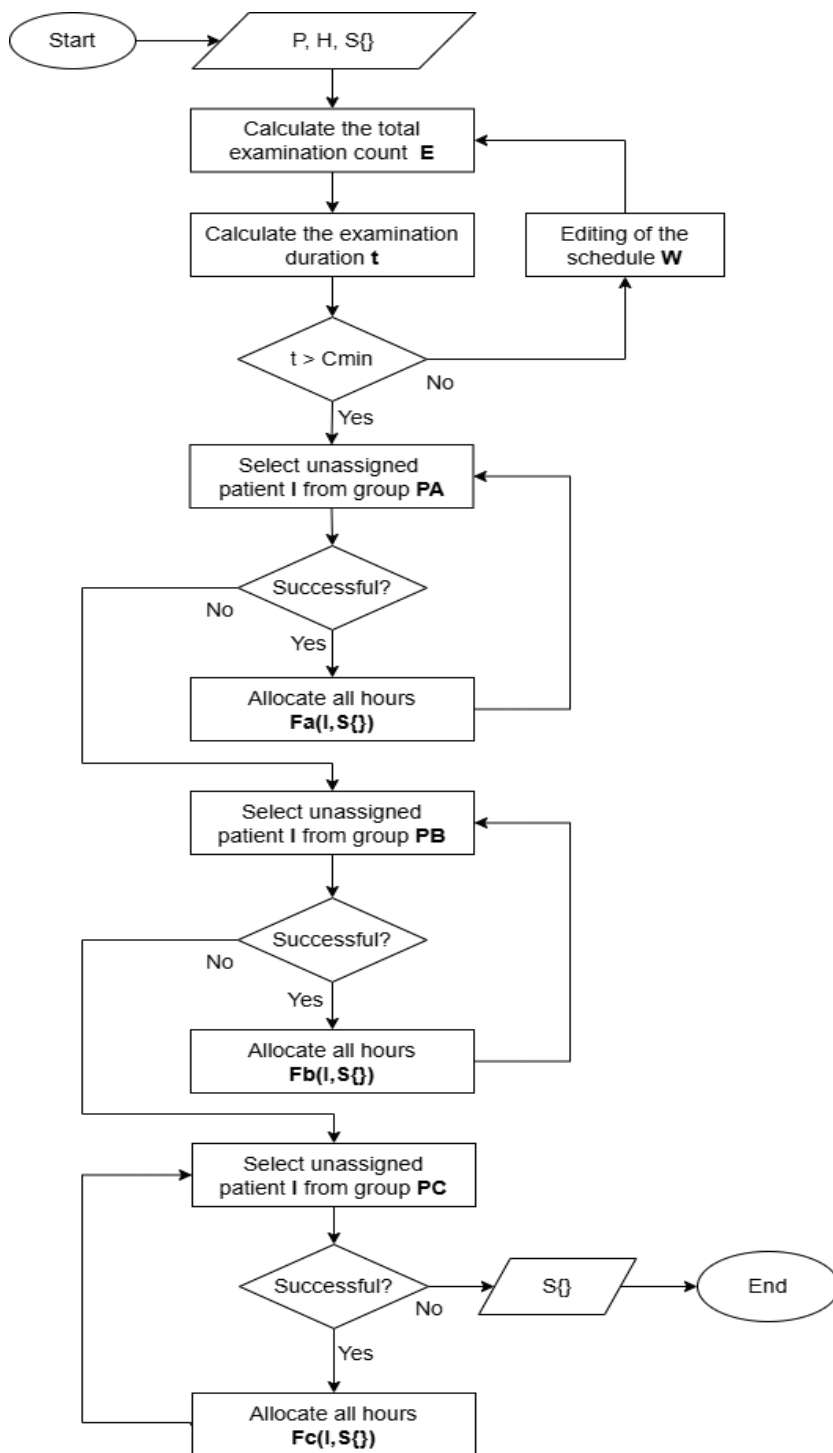 Start
P, H, S{}
Calculate the total
examination count E
Calculate the examination
duration t
Editing of the
schedule W
t > Cmin
No
Yes
Select unassigned
patient I from group PA
Successful?
No
Yes
Allocate all hours
Fa(I,S{})
Select unassigned
patient I from group PB
Successful?
No
Yes
Allocate all hours
Fb(I,S{})
Select unassigned
patient I from group PC
Successful?
No
S{}
End
Yes
Allocate all hours
Fc(I,S{})